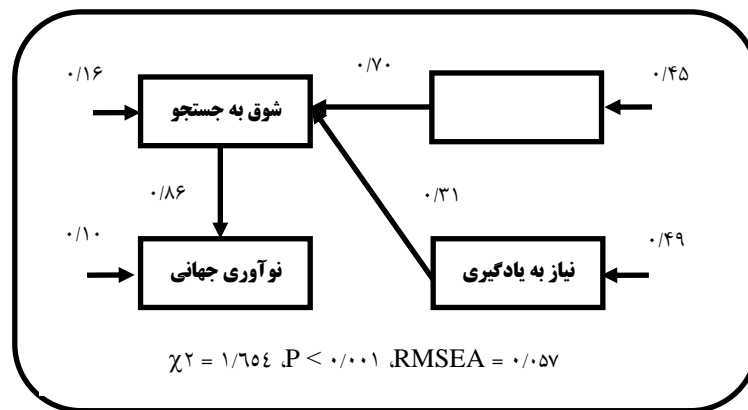 ۰/۷۰
۰/۱۶
۰/۴۵
شوق به جستجو
۰/۸۶
۰/۳۱
۰/۱۰
۰/۴۹
نوآوری جهانی
نیاز به یادگیری
χ۲ = ۱/٦٥٤ ،P < ۰/۰۰۱ ،RMSEA = ۰/۰۵۷